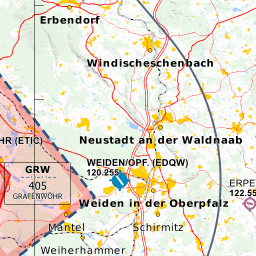 Erbendorf
Windischeschenbach
HR (ETIC)
Neustadt an der Waldnaab
GRW
WEIDEN/OPF. (EDQW)
120.255
405
GRAFENWÖHR
ERPE
122.55
Weiden in der Oberpfalz
Mantel
Schirmitz
Weiherhammer